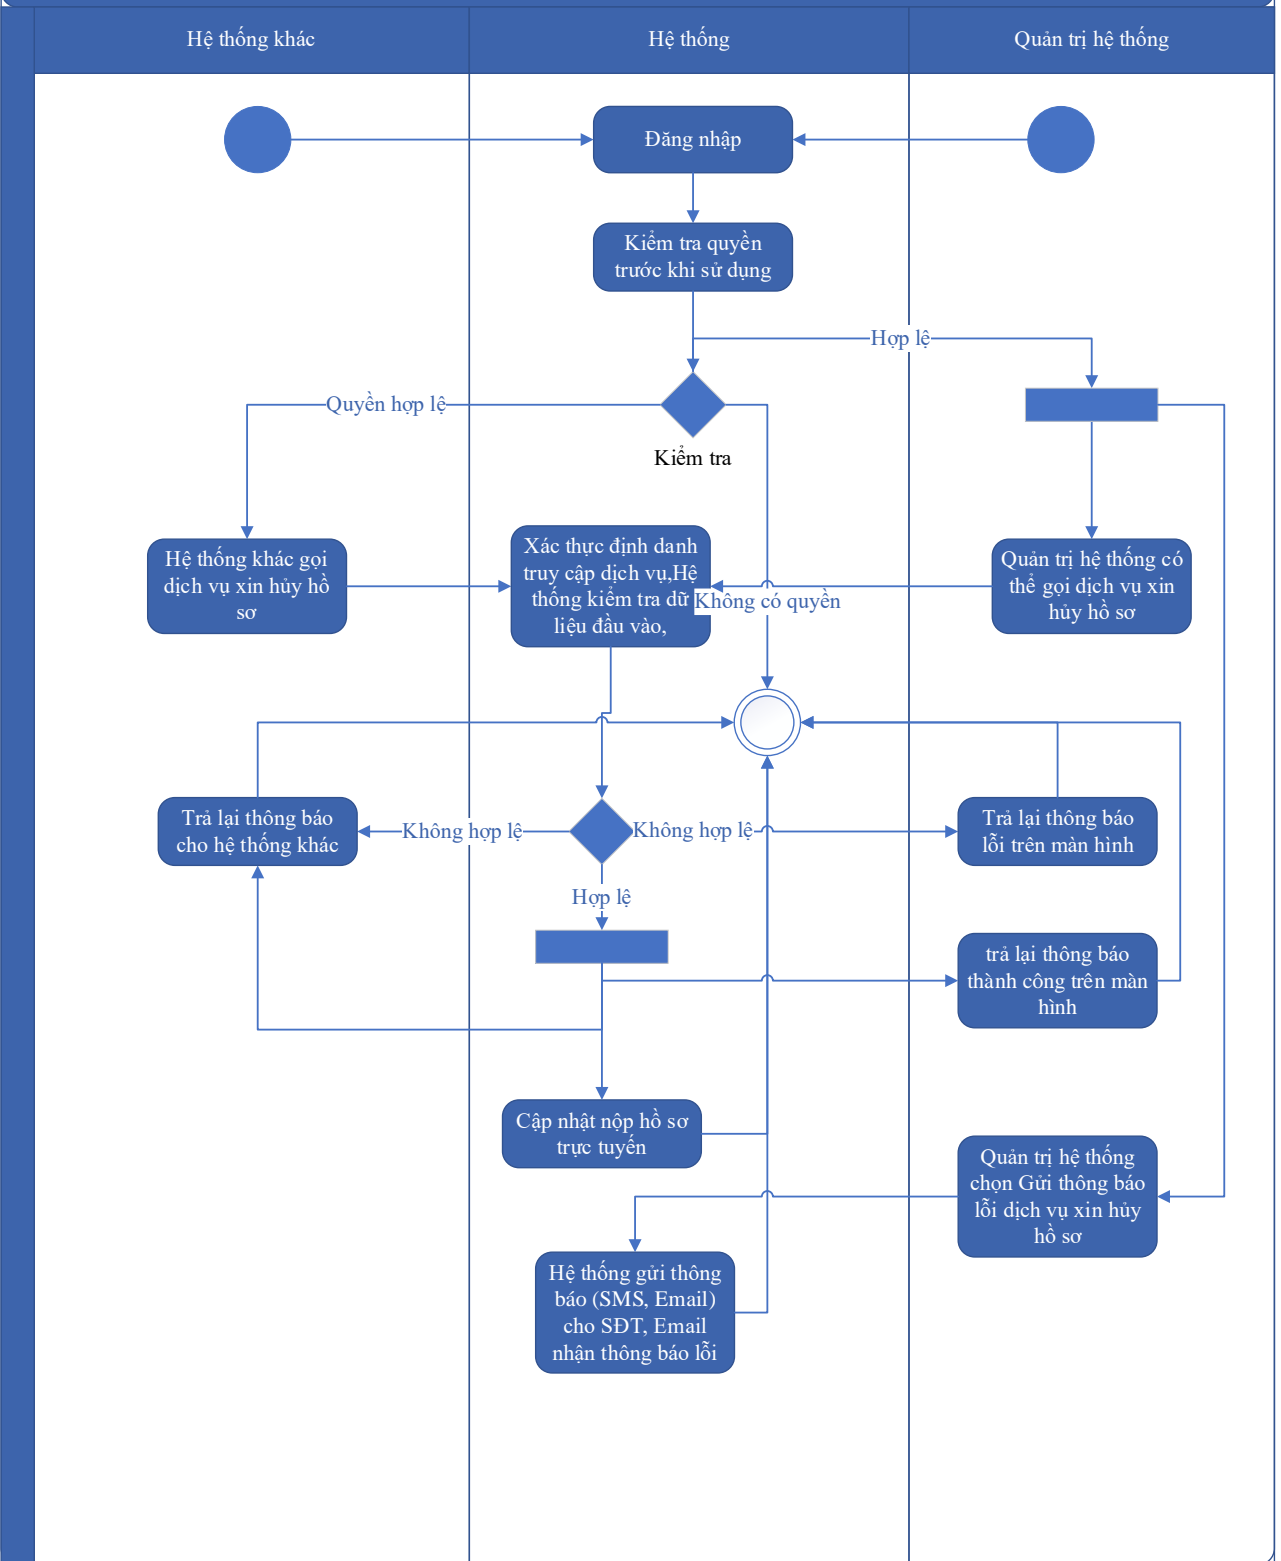 Hệ thống khác
Hệ thống
Quản trị hệ thống
Đăng nhập
Kiểm tra quyền
trước khi sử dụng
Hợp lệ
Quyền hợp lệ
Kiểm tra
Hệ thống khác gọi
dịch vụ xin hủy hồ
sơ
Xác thực định danh
truy cập dịch vụ,Hệ
thống kiểm tra dữ
liệu đầu vào,
Không có quyền
Quản trị hệ thống có
thể gọi dịch vụ xin
hủy hồ sơ
Trả lại thông báo
cho hệ thống khác
Không hợp lệ
Không hợp lệ
Trả lại thông báo
lỗi trên màn hình
Hợp lệ
trả lại thông báo
thành công trên màn
hình
Cập nhật nộp hồ sơ
trực tuyến
Quản trị hệ thống
chọn Gửi thông báo
lỗi dịch vụ xin hủy
hồ sơ
Hệ thống gửi thông
báo (SMS, Email)
cho SĐT, Email
nhận thông báo lỗi